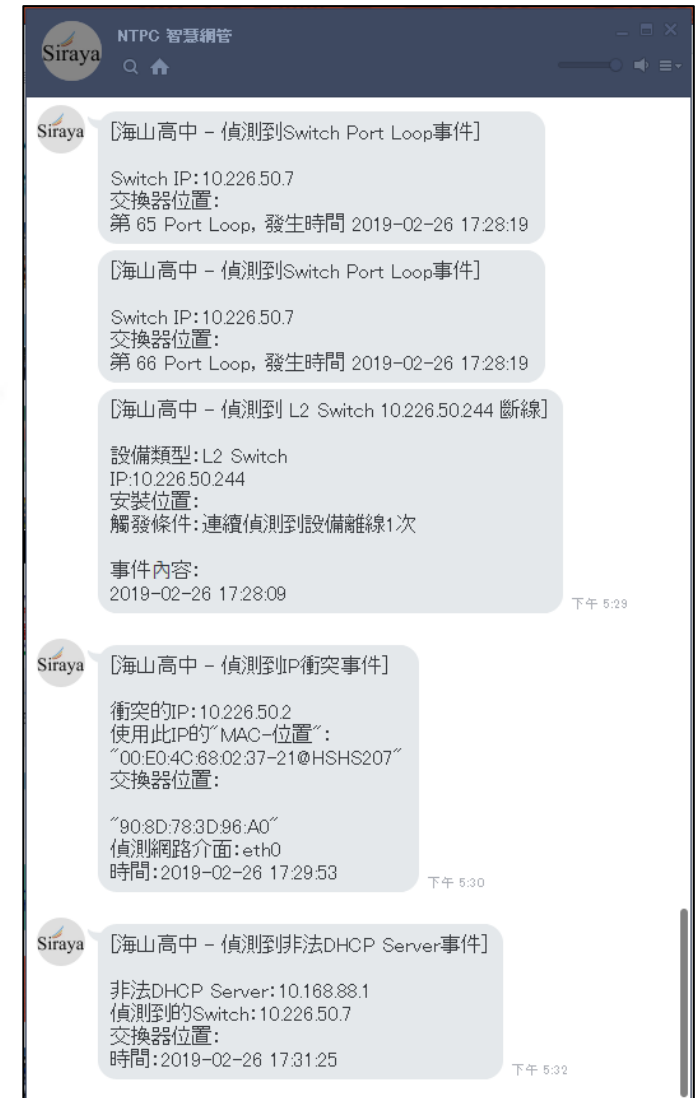 Siraya
NTPC 智慧網管
Siraya
[海山高中 - 偵測到Switch Port Loop事件]
Switch IP:10.226.50.7
交換器位置:
第 65 Port Loop, 發生時間 2019-02-26 17:28:19
[海山高中 - 偵測到Switch Port Loop事件]
Switch IP:10.226.50.7
交換器位置:
第 66 Port Loop, 發生時間 2019-02-26 17:28:19
[海山高中 - 偵測到 L2 Switch 10.226.50.244 斷線]
設備類型:L2 Switch
IP:10.226.50.244
安裝位置:
觸發條件:連續偵測到設備離線1次
事件內容:
2019-02-26 17:28:09
下午 5:29
Siraya
[海山高中 - 偵測到IP衝突事件]
衝突的IP:10.226.50.2
使用此IP的"MAC-位置":
"00:E0:4C:68:02:37-21@HSHS207"
交換器位置:
"90:8D:78:3D:96:A0"
偵測網路介面:eth0
時間:2019-02-26 17:29:53
下午 5:30
Siraya
[海山高中 - 偵測到非法DHCP Server事件]
非法DHCP Server:10.168.88.1
偵測到的Switch:10.226.50.7
交換器位置:
時間:2019-02-26 17:31:25
下午 5:32